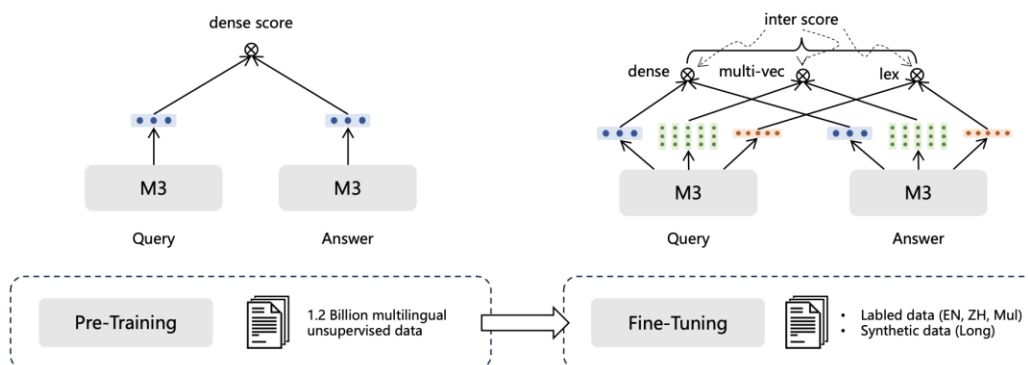 dense score
M3
M3
Query
Answer
Pre-Training
1.2 Billion multilingual
unsupervised data
inter score
dense
multi-vec
lex
M3
M3
Query
Answer
Fine-Tuning
• Labled data (EN, ZH, Mul)
• Synthetic data (Long)